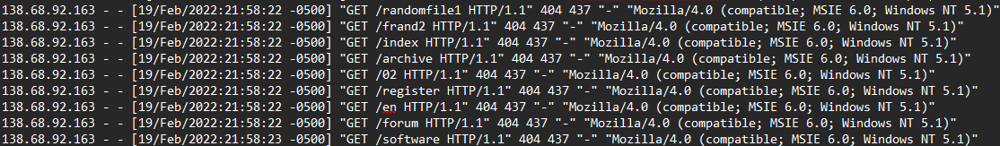 138.68.92.163 - - [19/Feb/2022:21:58:22 -0500] "GET /randomfile1 HTTP/1.1" 404 437 "-" "Mozilla/4.0 (compatible; MSIE 6.0; Windows NT 5.1)"
138.68.92.163 - - [19/Feb/2022:21:58:22 -0500] "GET /frand2 HTTP/1.1" 404 437 "-" "Mozilla/4.0 (compatible; MSIE 6.0; Windows NT 5.1)"
138.68.92.163 - - [19/Feb/2022:21:58:22 -0500] "GET /index HTTP/1.1" 404 437 "-" "Mozilla/4.0 (compatible; MSIE 6.0; Windows NT 5.1)"
138.68.92.163 - - [19/Feb/2022:21:58:22 -0500] "GET /archive HTTP/1.1" 404 437 "-" "Mozilla/4.0 (compatible; MSIE 6.0; Windows NT 5.1)"
138.68.92.163 - - [19/Feb/2022:21:58:22 -0500] "GET /02 HTTP/1.1" 404 437 "-" "Mozilla/4.0 (compatible; MSIE 6.0; Windows NT 5.1)"
138.68.92.163 - - [19/Feb/2022:21:58:22 -0500] "GET /register HTTP/1.1" 404 437 "-" "Mozilla/4.0 (compatible; MSIE 6.0; Windows NT 5.1)"
138.68.92.163 - - [19/Feb/2022:21:58:22 -0500] "GET /en HTTP/1.1" 404 437 "-" "Mozilla/4.0 (compatible; MSIE 6.0; Windows NT 5.1)"
138.68.92.163 - - [19/Feb/2022:21:58:22 -0500] "GET /forum HTTP/1.1" 404 437 "-" "Mozilla/4.0 (compatible; MSIE 6.0; Windows NT 5.1)"
138.68.92.163 - - [19/Feb/2022:21:58:23 -0500] "GET /software HTTP/1.1" 404 437 "-" "Mozilla/4.0 (compatible; MSIE 6.0; Windows NT 5.1)"